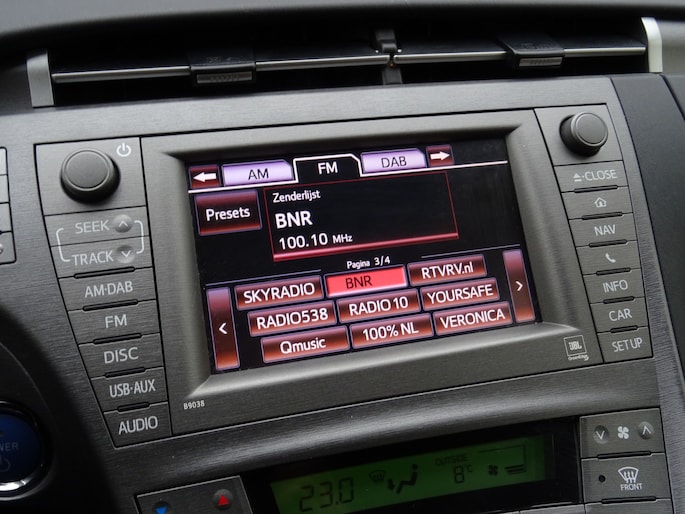 AM FM DAB
Zenderlijst
Presets
BNR
100.10 MHz
Pagina 3/4
SKYRADIO BNR RTVRV.nl
RADIO538 RADIO 10 YOURSAFE
Qmusic 100% NL VERONICA
SEEK
TRACK
AM·DAB
FM
DISC
USB·AUX
AUDIO
CLOSE
NAV
INFO
CAR
SETUP
B9038
JBL
OUTSIDE
23.0 8°C
FRONT
POWER